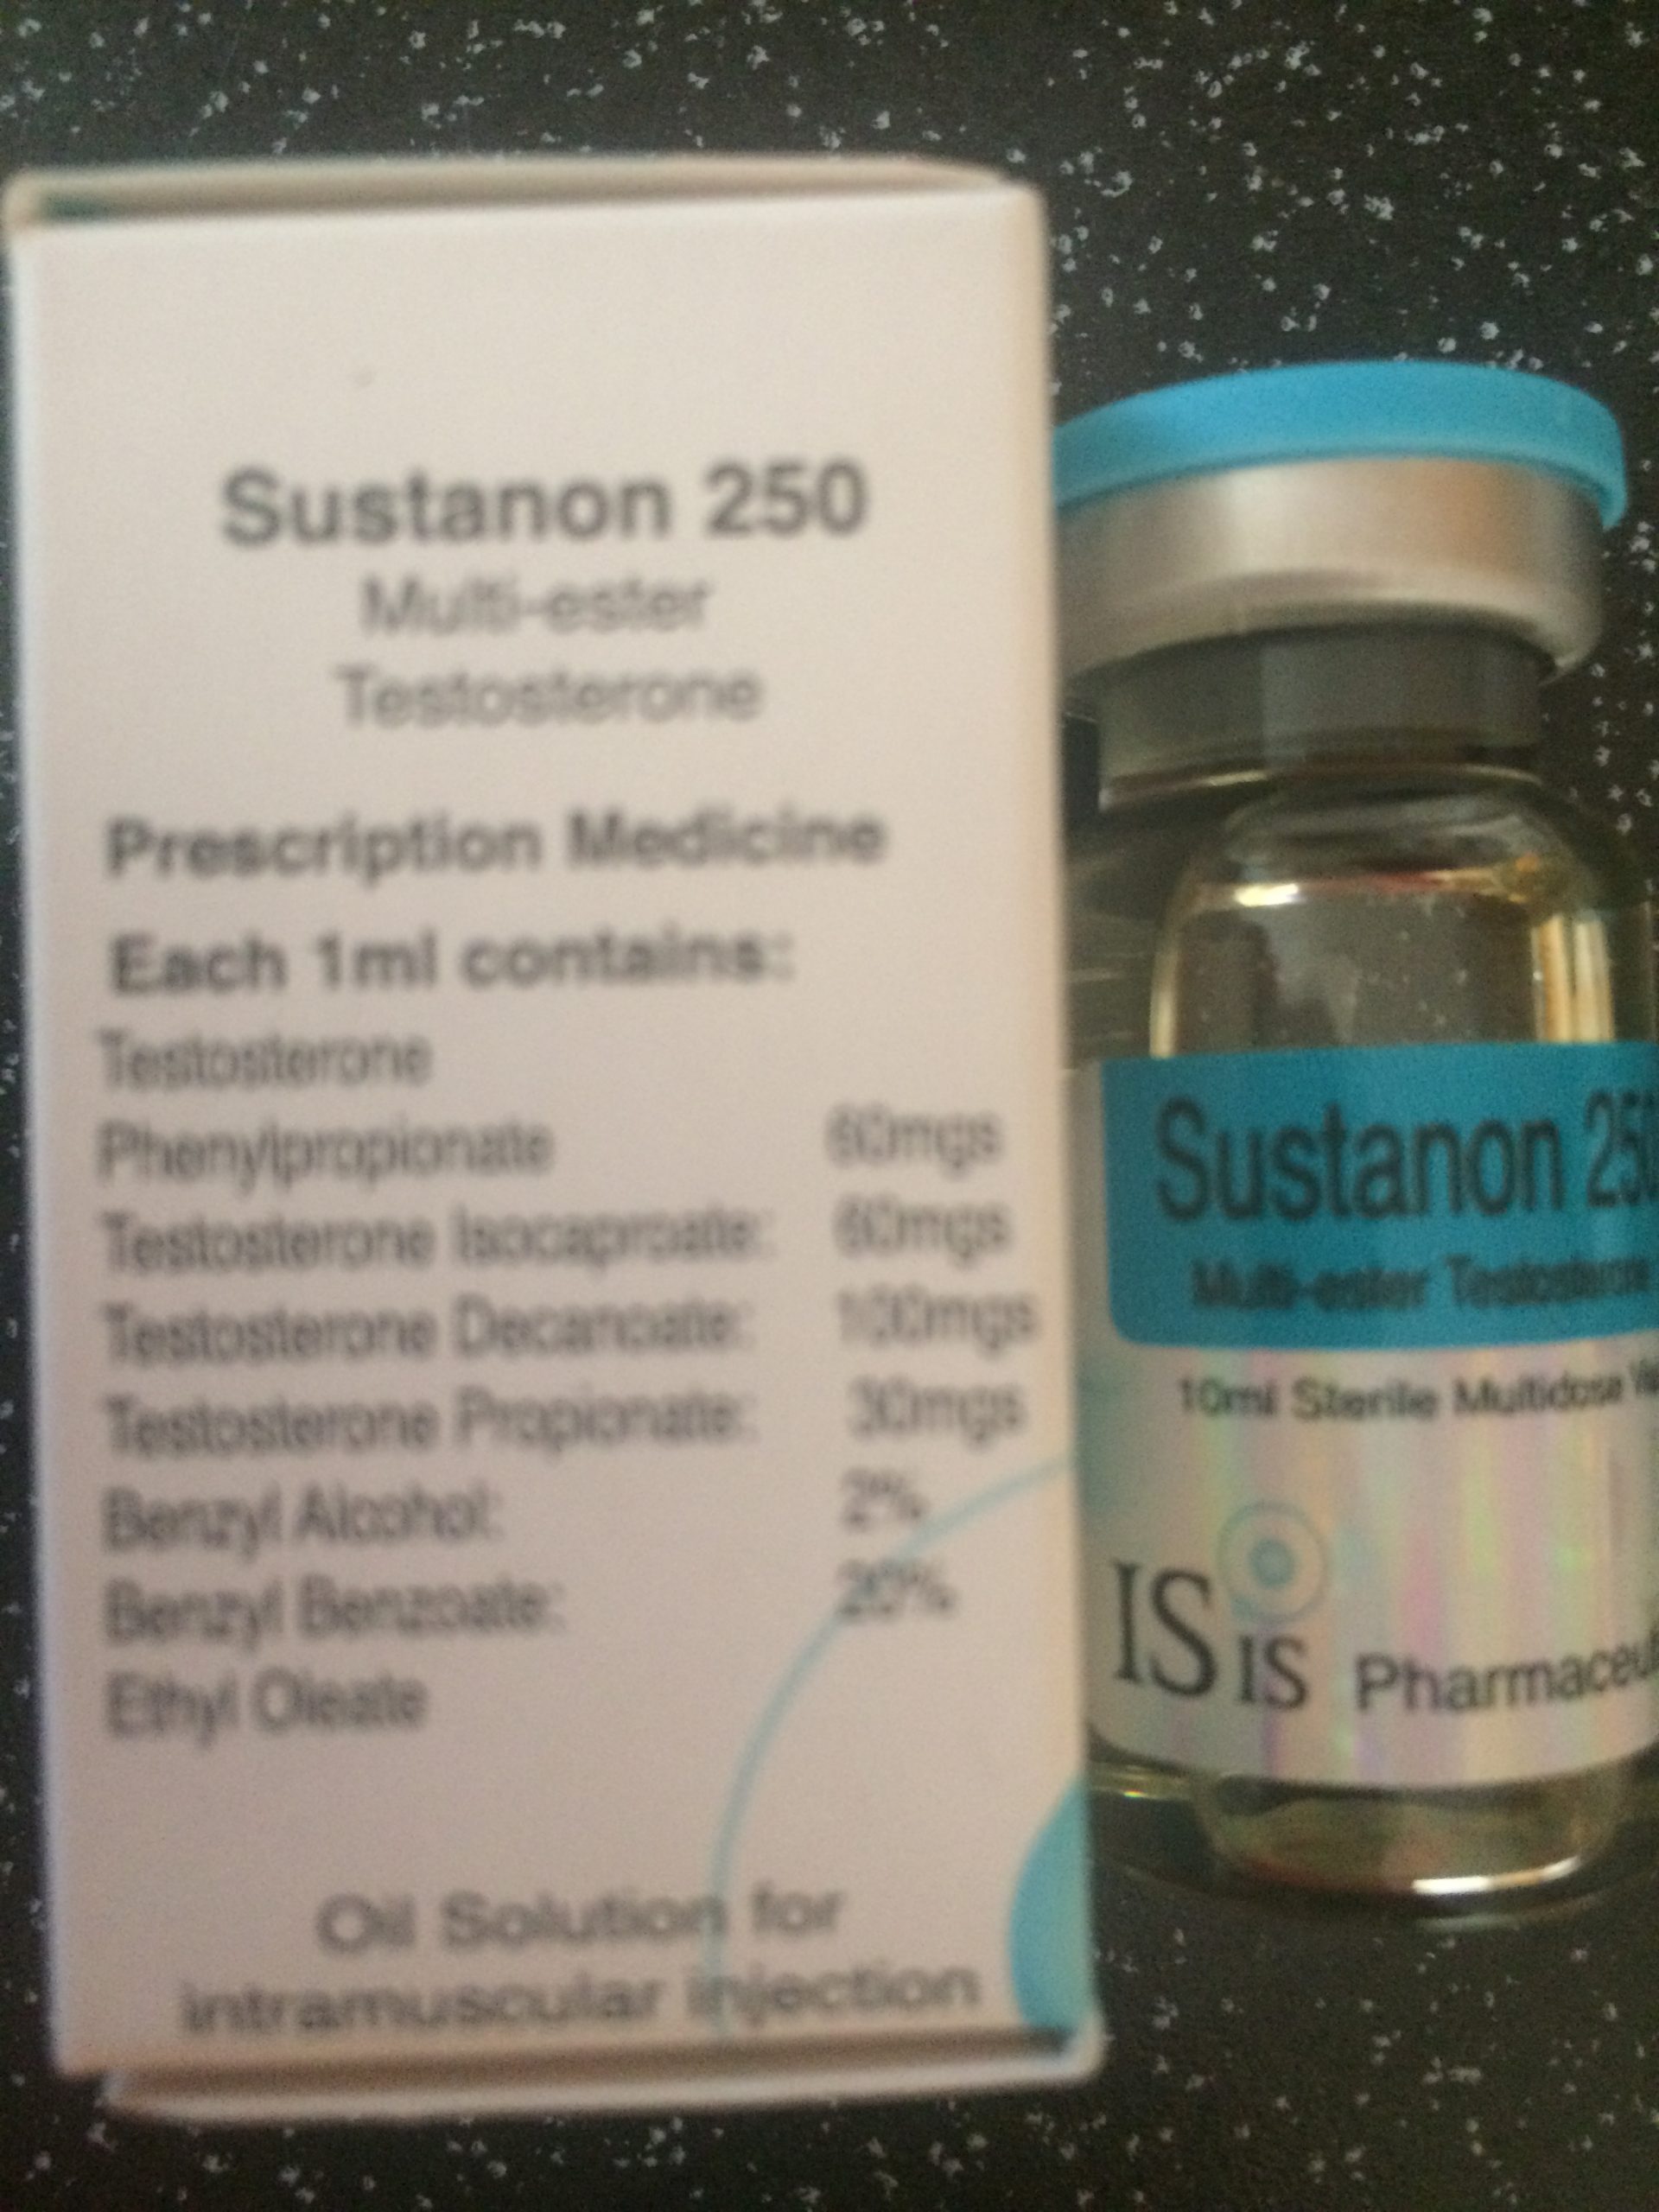 Sustanon 250
Multi-ester
Testosterone
Prescription Medicine
Each 1ml contains:
Testosterone
Phenylpropionate 60mgs
Testosterone Isocaproate: 60mgs
Testosterone Decanoate: 100mgs
Testosterone Propionate: 30mgs
Benzyl Alcohol: 2%
Benzyl Benzoate: 20%
Ethyl Oleate
Oil Solution for
intramuscular injection
Sustanon 250
Multi-ester Testosterone
10ml Sterile Multidose
ISIS